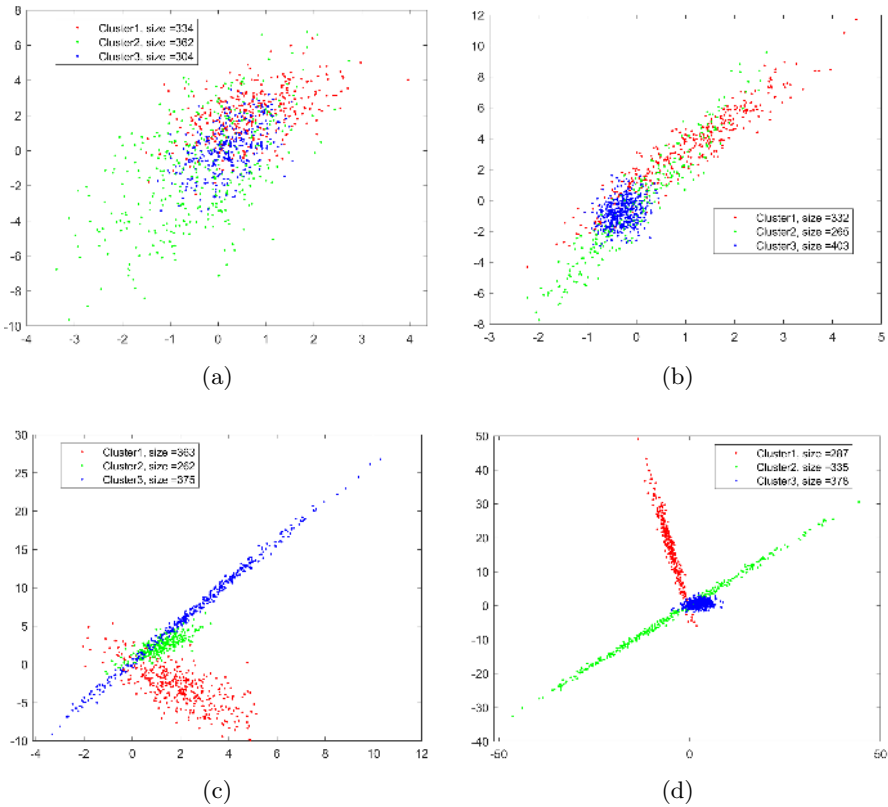 8
6
4
2
0
-2
-4
-6
-8
-10
-4 -3 -2 -1 0 1 2 3 4
Cluster1, size =334
Cluster2, size =362
Cluster3, size =304
(a)
12
10
8
6
4
2
0
-2
-4
-6
-8
-3 -2 -1 0 1 2 3 4 5
Cluster1, size =332
Cluster2, size =265
Cluster3, size =403
(b)
30
25
20
15
10
5
0
-5
-10
-4 -2 0 2 4 6 8 10 12
Cluster1, size =363
Cluster2, size =262
Cluster3, size =375
(c)
50
40
30
20
10
0
-10
-20
-30
-40
-50 0 50
Cluster1, size =287
Cluster2, size =335
Cluster3, size =378
(d)